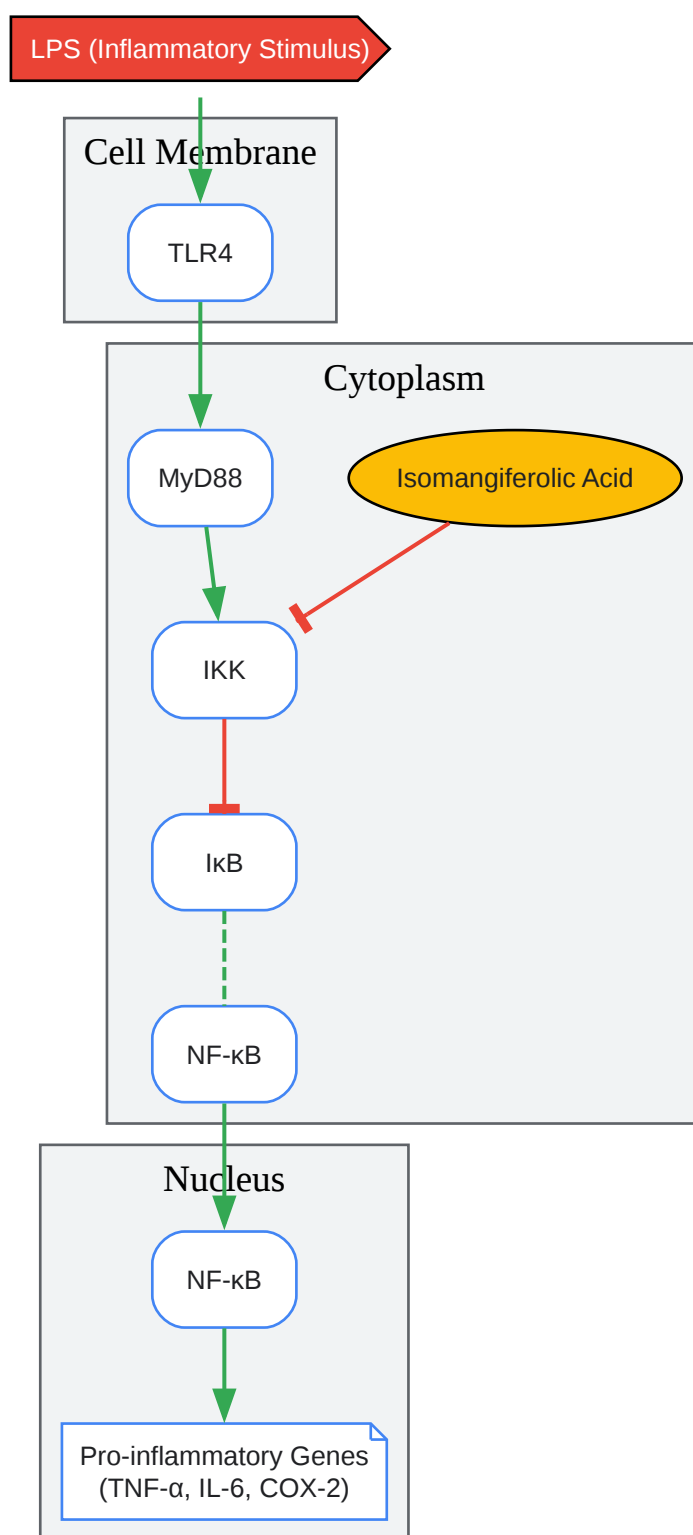 LPS (Inflammatory Stimulus)
Cell Membrane
TLR4
Cytoplasm
MyD88
Isomangiferolic Acid
IKK
IκB
NF-κB
Nucleus
NF-κB
Pro-inflammatory Genes
(TNF-α, IL-6, COX-2)